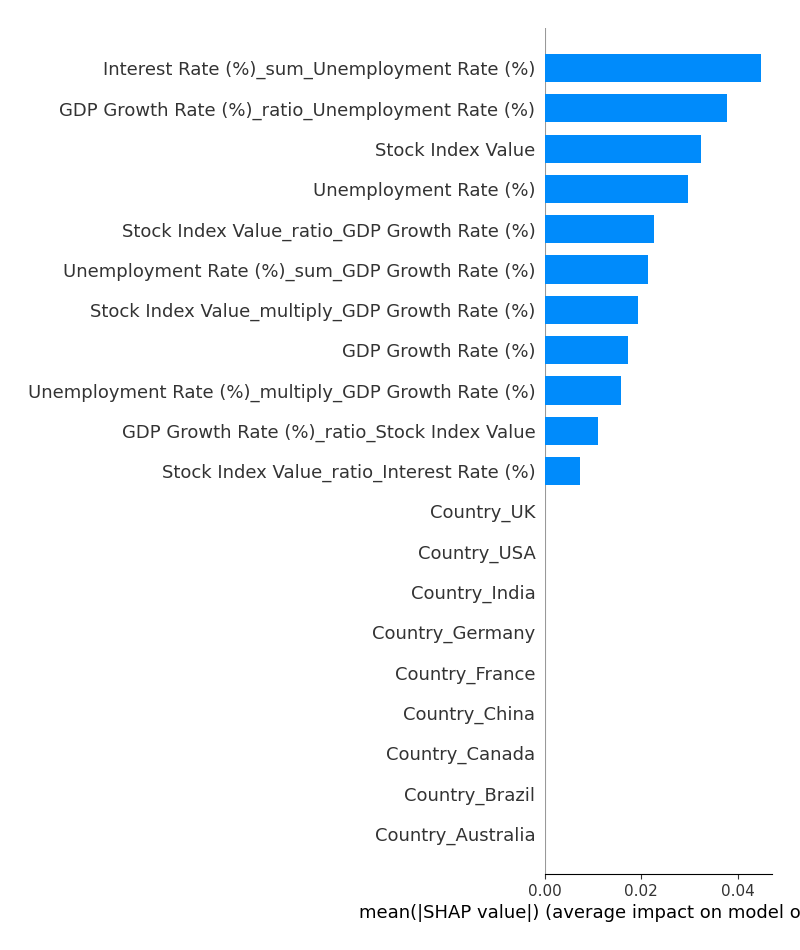 Interest Rate (%)_sum_Unemployment Rate (%)
GDP Growth Rate (%)_ratio_Unemployment Rate (%)
Stock Index Value
Unemployment Rate (%)
Stock Index Value_ratio_GDP Growth Rate (%)
Unemployment Rate (%)_sum_GDP Growth Rate (%)
Stock Index Value_multiply_GDP Growth Rate (%)
GDP Growth Rate (%)
Unemployment Rate (%)_multiply_GDP Growth Rate (%)
GDP Growth Rate (%)_ratio_Stock Index Value
Stock Index Value_ratio_Interest Rate (%)
Country_UK
Country_USA
Country_India
Country_Germany
Country_France
Country_China
Country_Canada
Country_Brazil
Country_Australia
0.00 0.02 0.04
mean(|SHAP value|) (average impact on model o